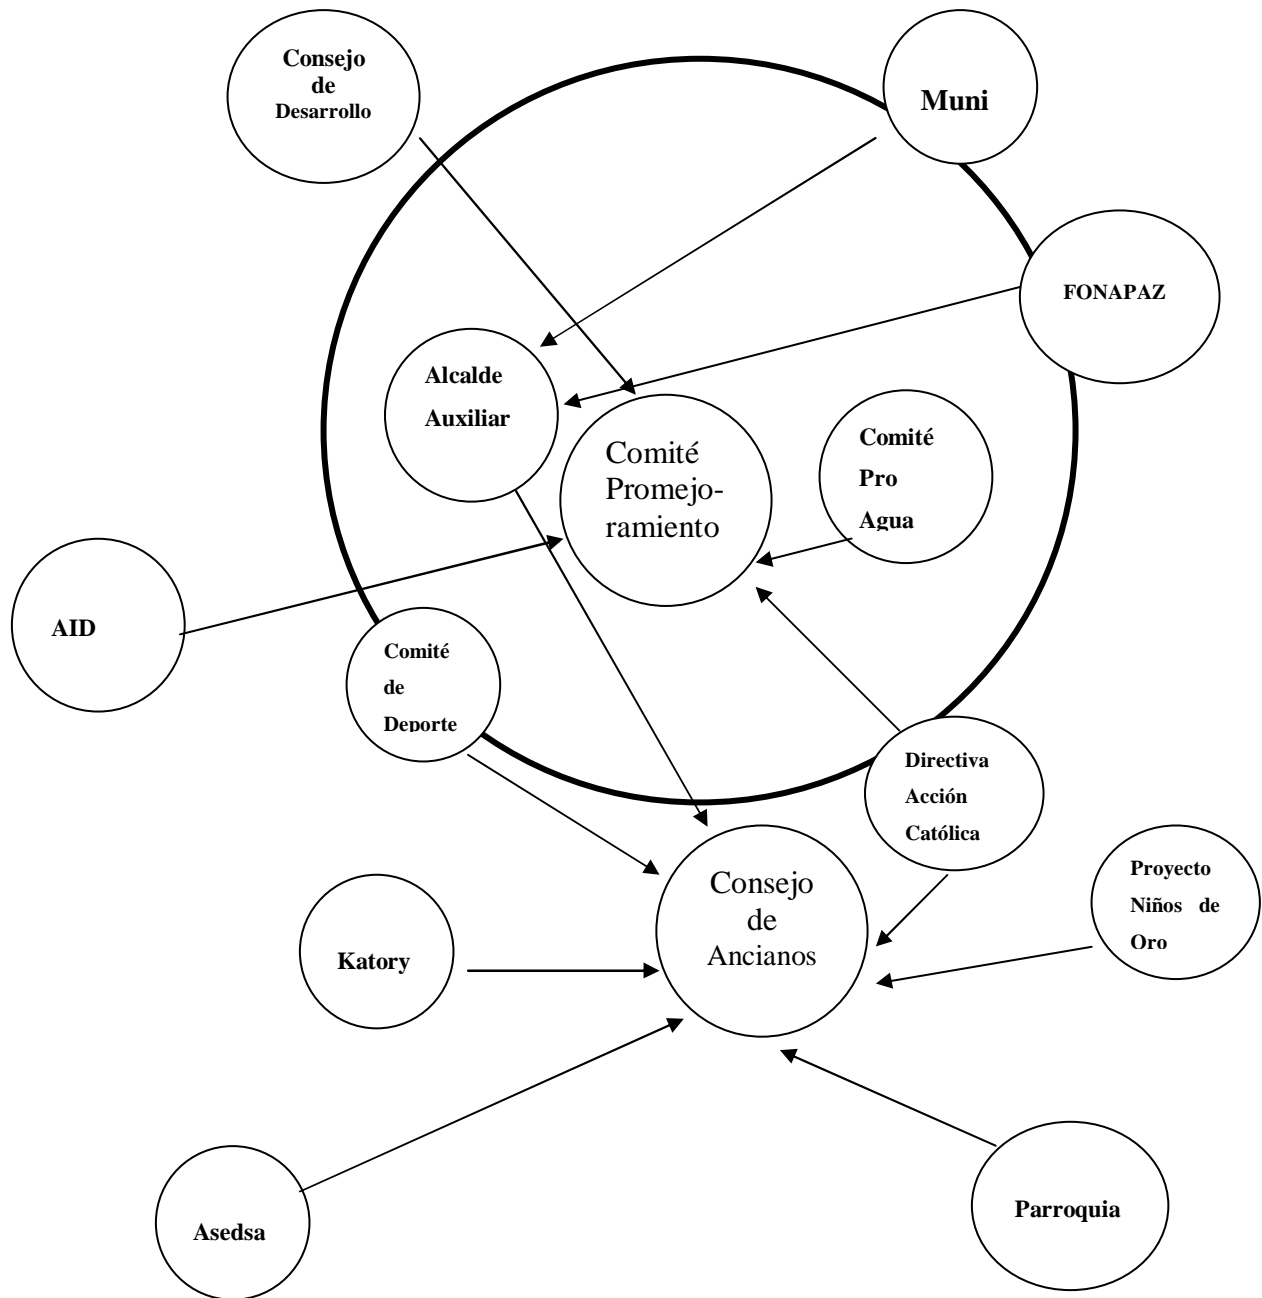 Consejo
de
Desarrollo
Muni
FONAPAZ
Alcalde
Auxiliar
Comité
Promejo-
ramiento
Comité
Pro
Agua
AID
Comité
de
Deporte
Directiva
Acción
Católica
Proyecto
Niños de
Oro
Consejo
de
Ancianos
Katory
Asedsa
Parroquia